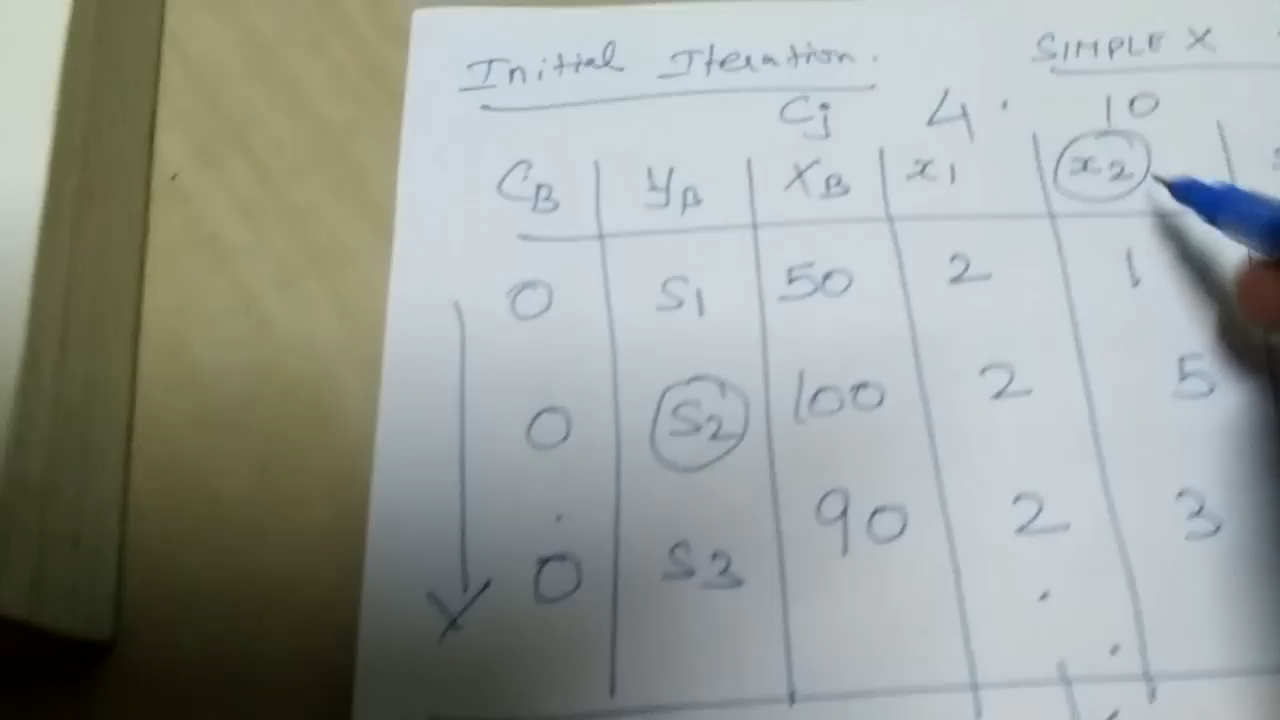 Initial Iteration. SIMPLEX
Cj 4 10
CB yB XB x1 x2
0 S1 50 2 1
0 S2 100 2 5
0 S3 90 2 3